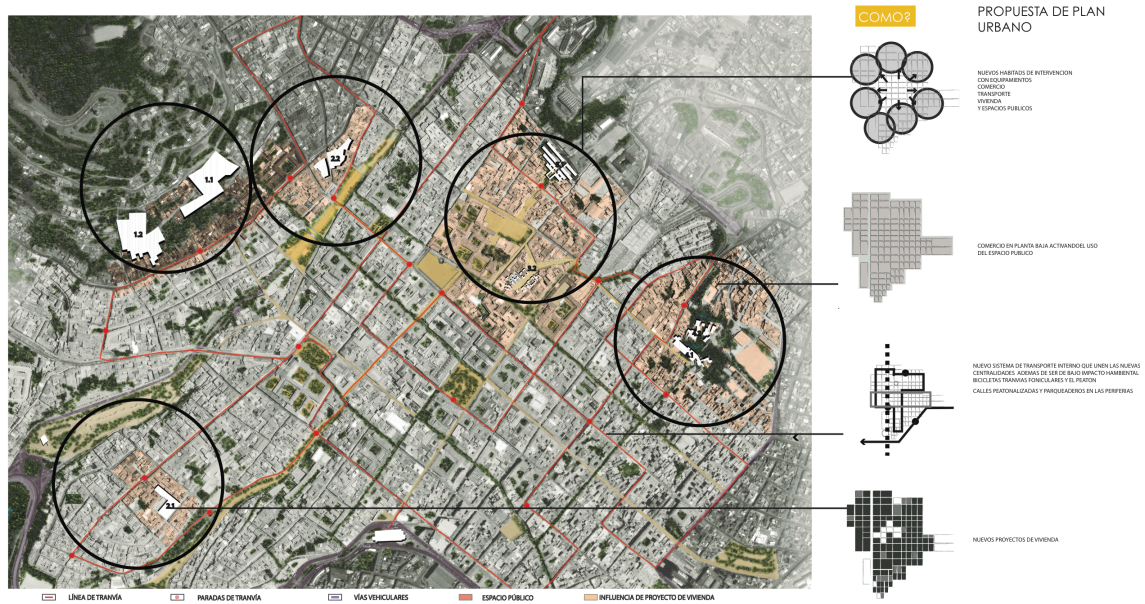 COMO?
PROPUESTA DE PLAN
URBANO
NUEVOS HABITADS DE INTERVENCION
CON EQUIPAMIENTOS
COMERCIO
TRANSPORTE
VIVIENDA
Y ESPACIOS PUBLICOS
COMERCIO EN PLANTA BAJA ACTIVANDOEL USO
DEL ESPACIO PUBLICO
NUEVO SISTEMA DE TRANSPORTE INTERNO QUE UNEN LAS NUEVAS
CENTRALIDADES ADEMAS DE SER DE BAJO IMPACTO HAMBIENTAL
BICICLETAS TRANVIAS FONICULARES Y EL PEATON
CALLES PEATONALIZADAS Y PARQUEADEROS EN LAS PERIFERIAS
NUEVOS PROYECTOS DE VIVIENDA
1.1
1.2
2.2
3.2
2.1
LÍNEA DE TRANVÍA
PARADAS DE TRANVÍA
VÍAS VEHICULARES
ESPACIO PÚBLICO
INFLUENCIA DE PROYECTO DE VIVIENDA